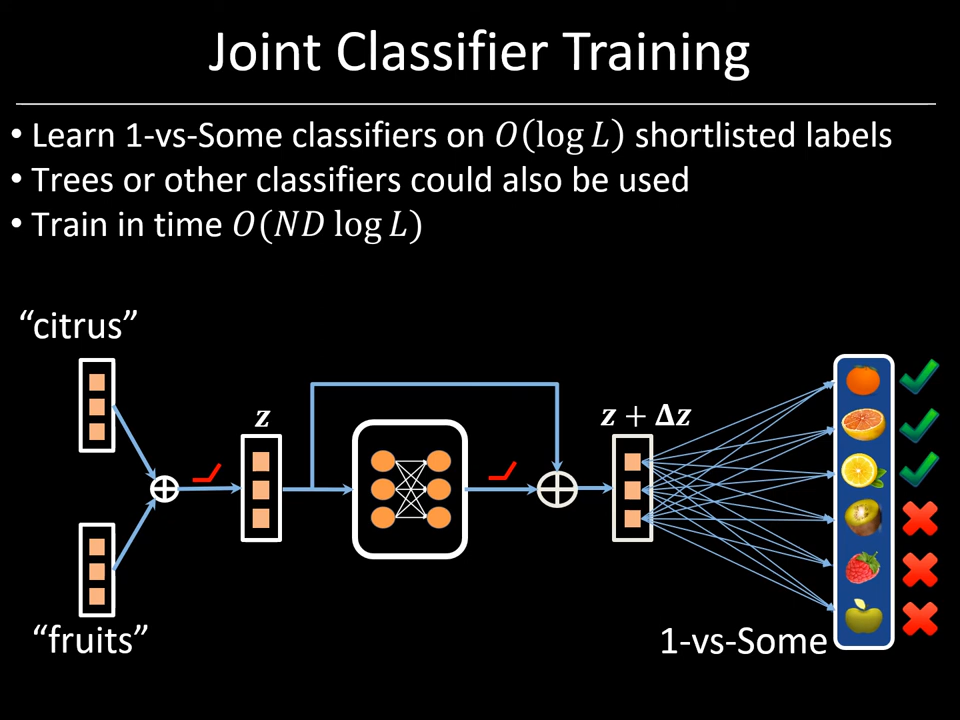 Joint Classifier Training
• Learn 1-vs-Some classifiers on 𝑂(log 𝐿) shortlisted labels
• Trees or other classifiers could also be used
• Train in time 𝑂(𝑁𝐷 log 𝐿)
“citrus”
𝒛
𝒛 + 𝚫𝒛
“fruits”
1-vs-Some